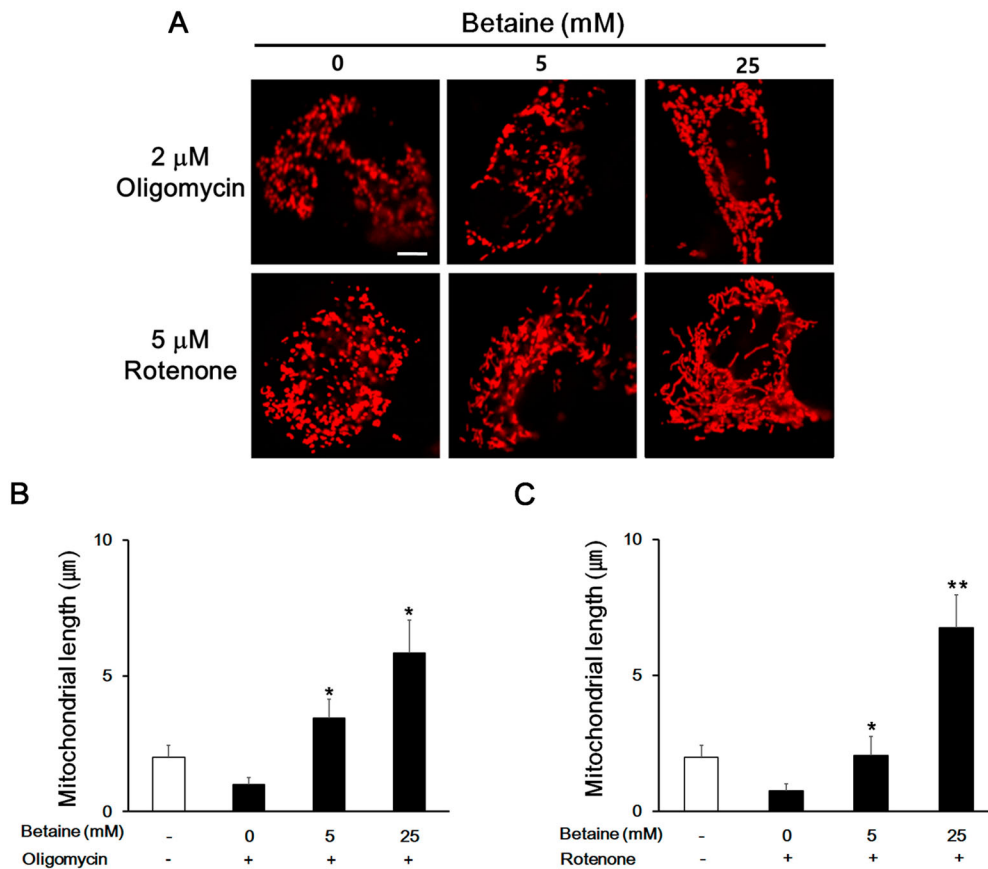 A
Betaine (mM)
0 5 25
2 μM
Oligomycin
5 μM
Rotenone
B
Mitochondrial length (㎛)
10
5
0
* *
Betaine (mM) - 0 5 25
Oligomycin - + + +
C
Mitochondrial length (㎛)
10
5
0
* **
Betaine (mM) 0 5 25
Rotenone - + + +